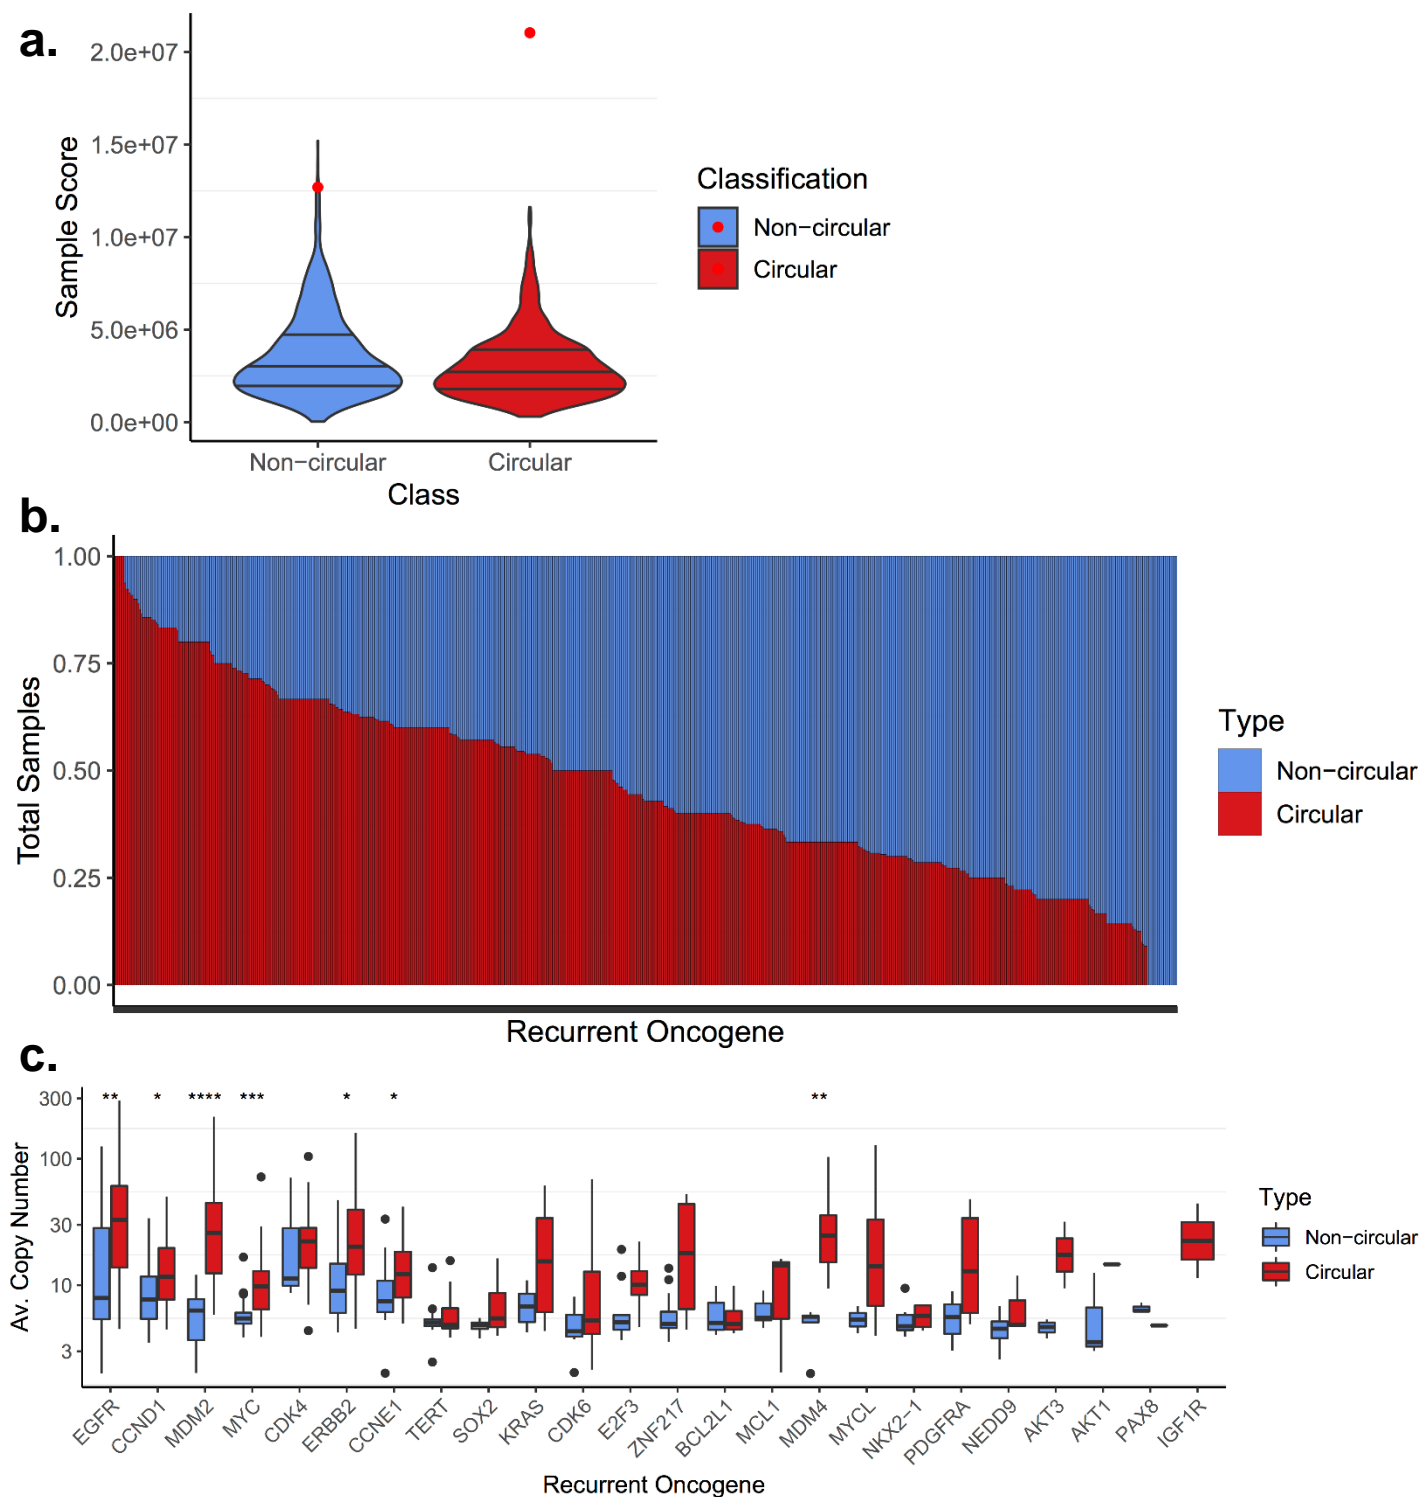 a.
2.0e+07
1.5e+07
1.0e+07
5.0e+06
0.0e+00
Sample Score
Non−circular
Circular
Class
Classification
Non−circular
Circular
b.
1.00
0.75
0.50
0.25
0.00
Total Samples
Recurrent Oncogene
Type
Non−circular
Circular
c.
300
100
30
10
3
Av. Copy Number
** * **** *** * * **
EGFR
CCND1
MDM2
MYC
CDK4
ERBB2
CCNE1
TERT
SOX2
KRAS
CDK6
E2F3
ZNF217
BCL2L1
MCL1
MDM4
MYCL
NKX2−1
PDGFRA
NEDD9
AKT3
AKT1
PAX8
IGF1R
Recurrent Oncogene
Type
Non−circular
Circular